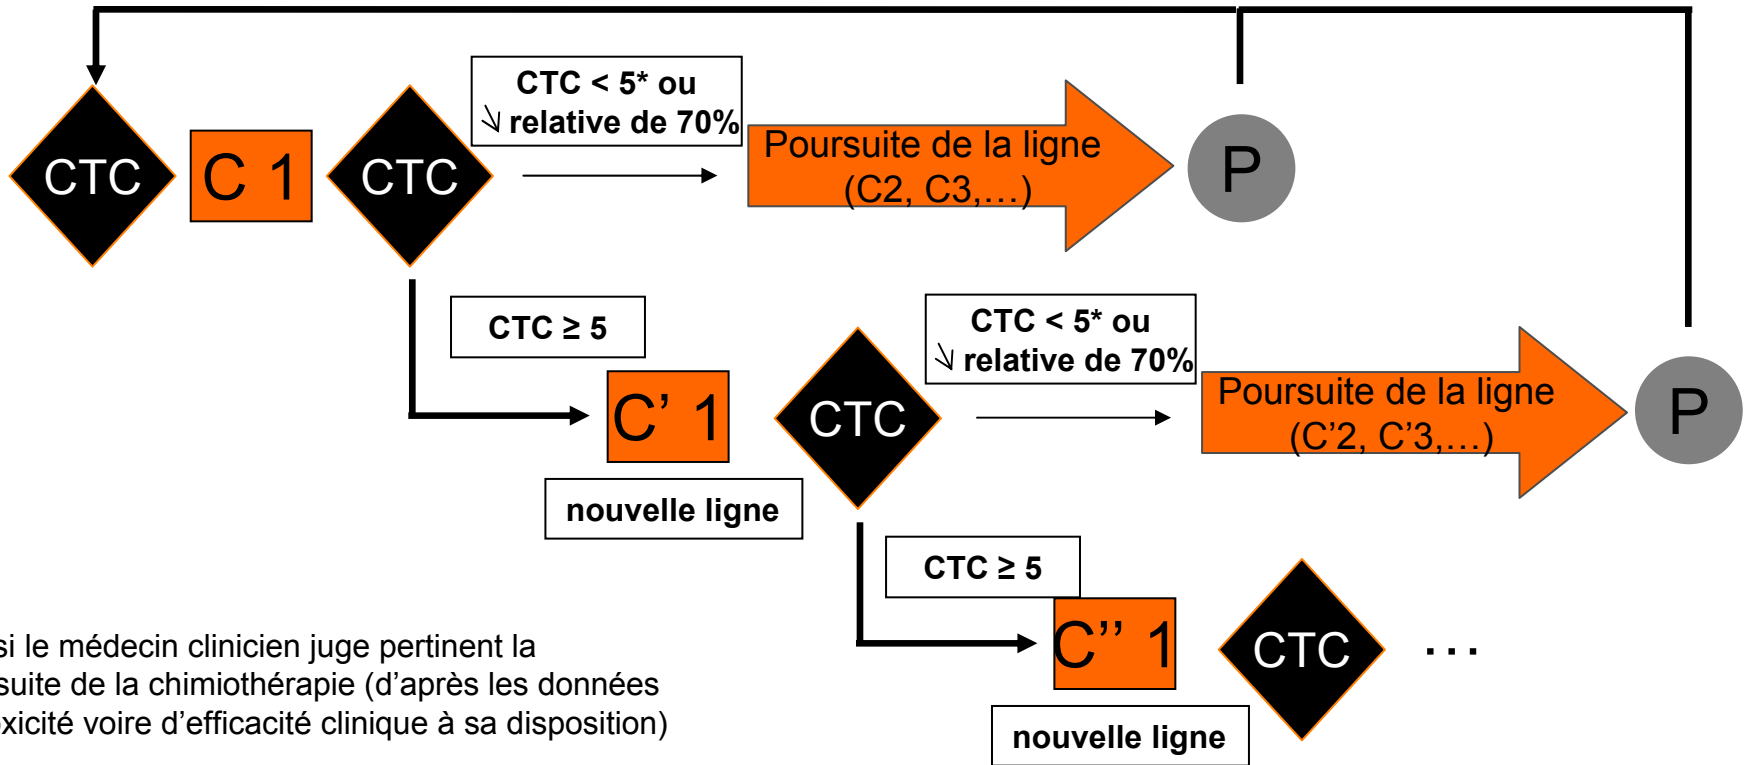 CTC
C 1
CTC
CTC < 5* ou
↘ relative de 70%
Poursuite de la ligne
(C2, C3,…)
P
CTC ≥ 5
C’ 1
nouvelle ligne
CTC
CTC < 5* ou
↘ relative de 70%
Poursuite de la ligne
(C’2, C’3,…)
P
CTC ≥ 5
C’’ 1
nouvelle ligne
CTC
…
si le médecin clinicien juge pertinent la
suite de la chimiothérapie (d’après les données
oxicité voire d’efficacité clinique à sa disposition)